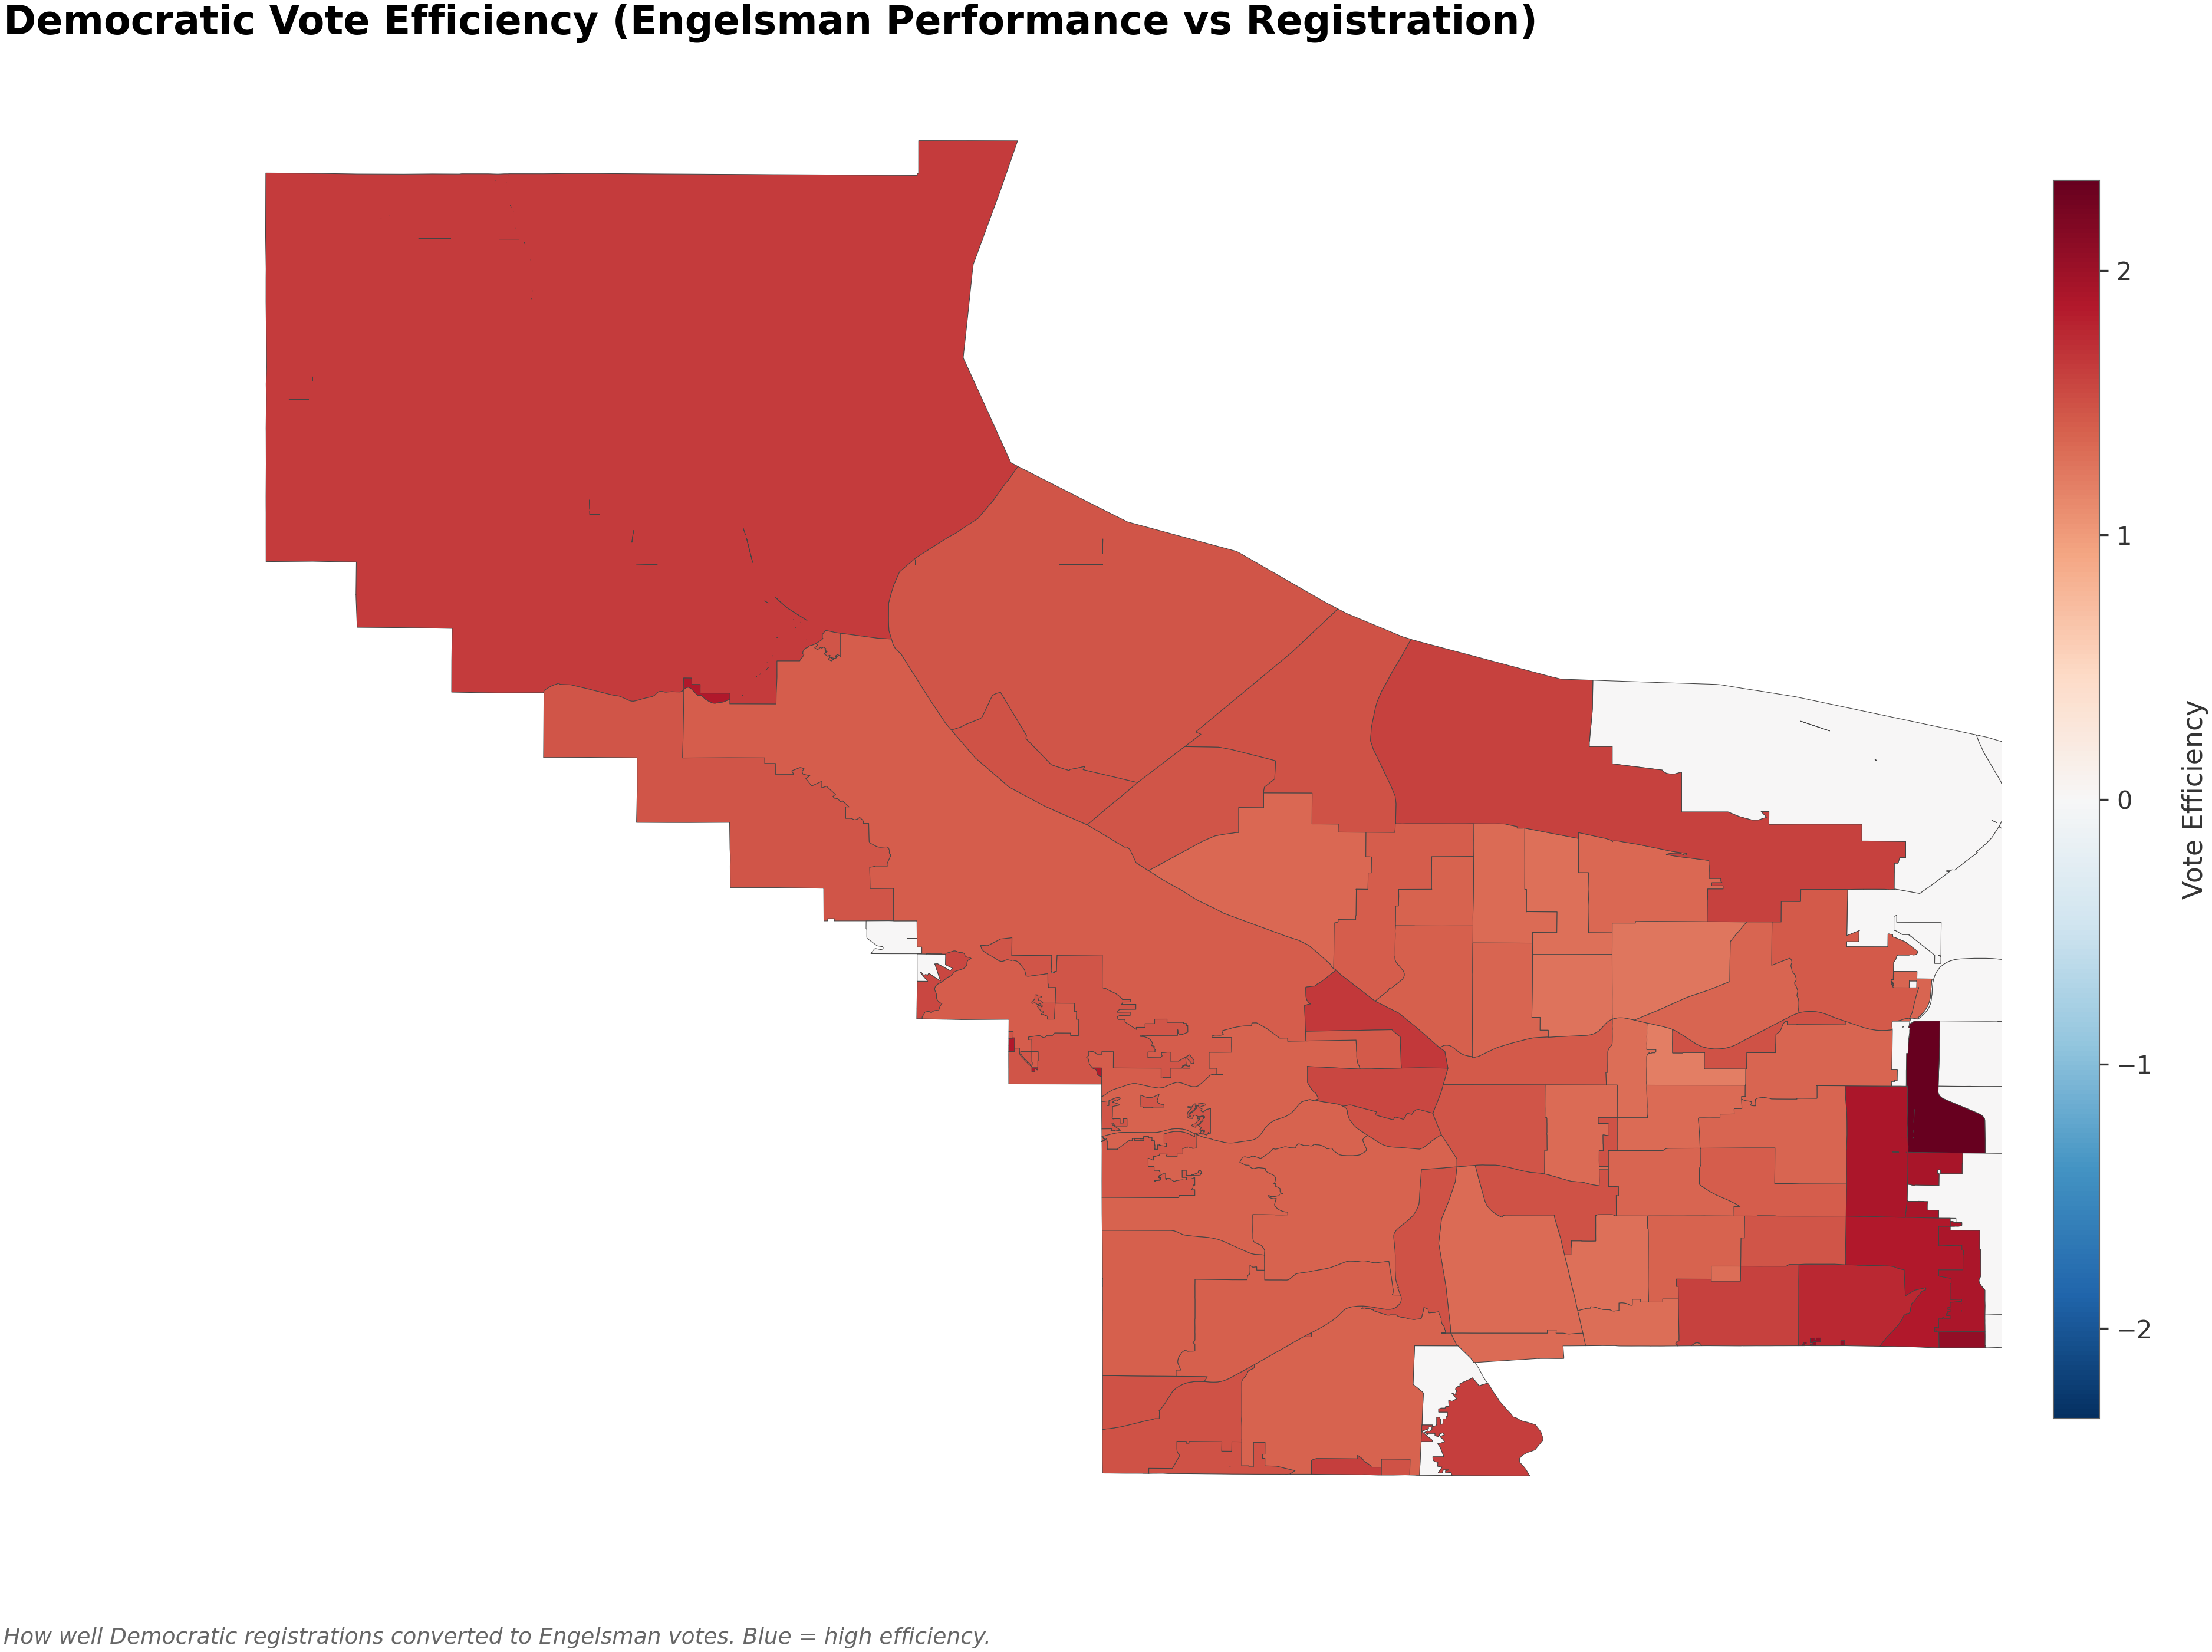 Democratic Vote Efficiency (Engelsman Performance vs Registration)
2
1
0
−1
−2
Vote Efficiency
How well Democratic registrations converted to Engelsman votes. Blue = high efficiency.